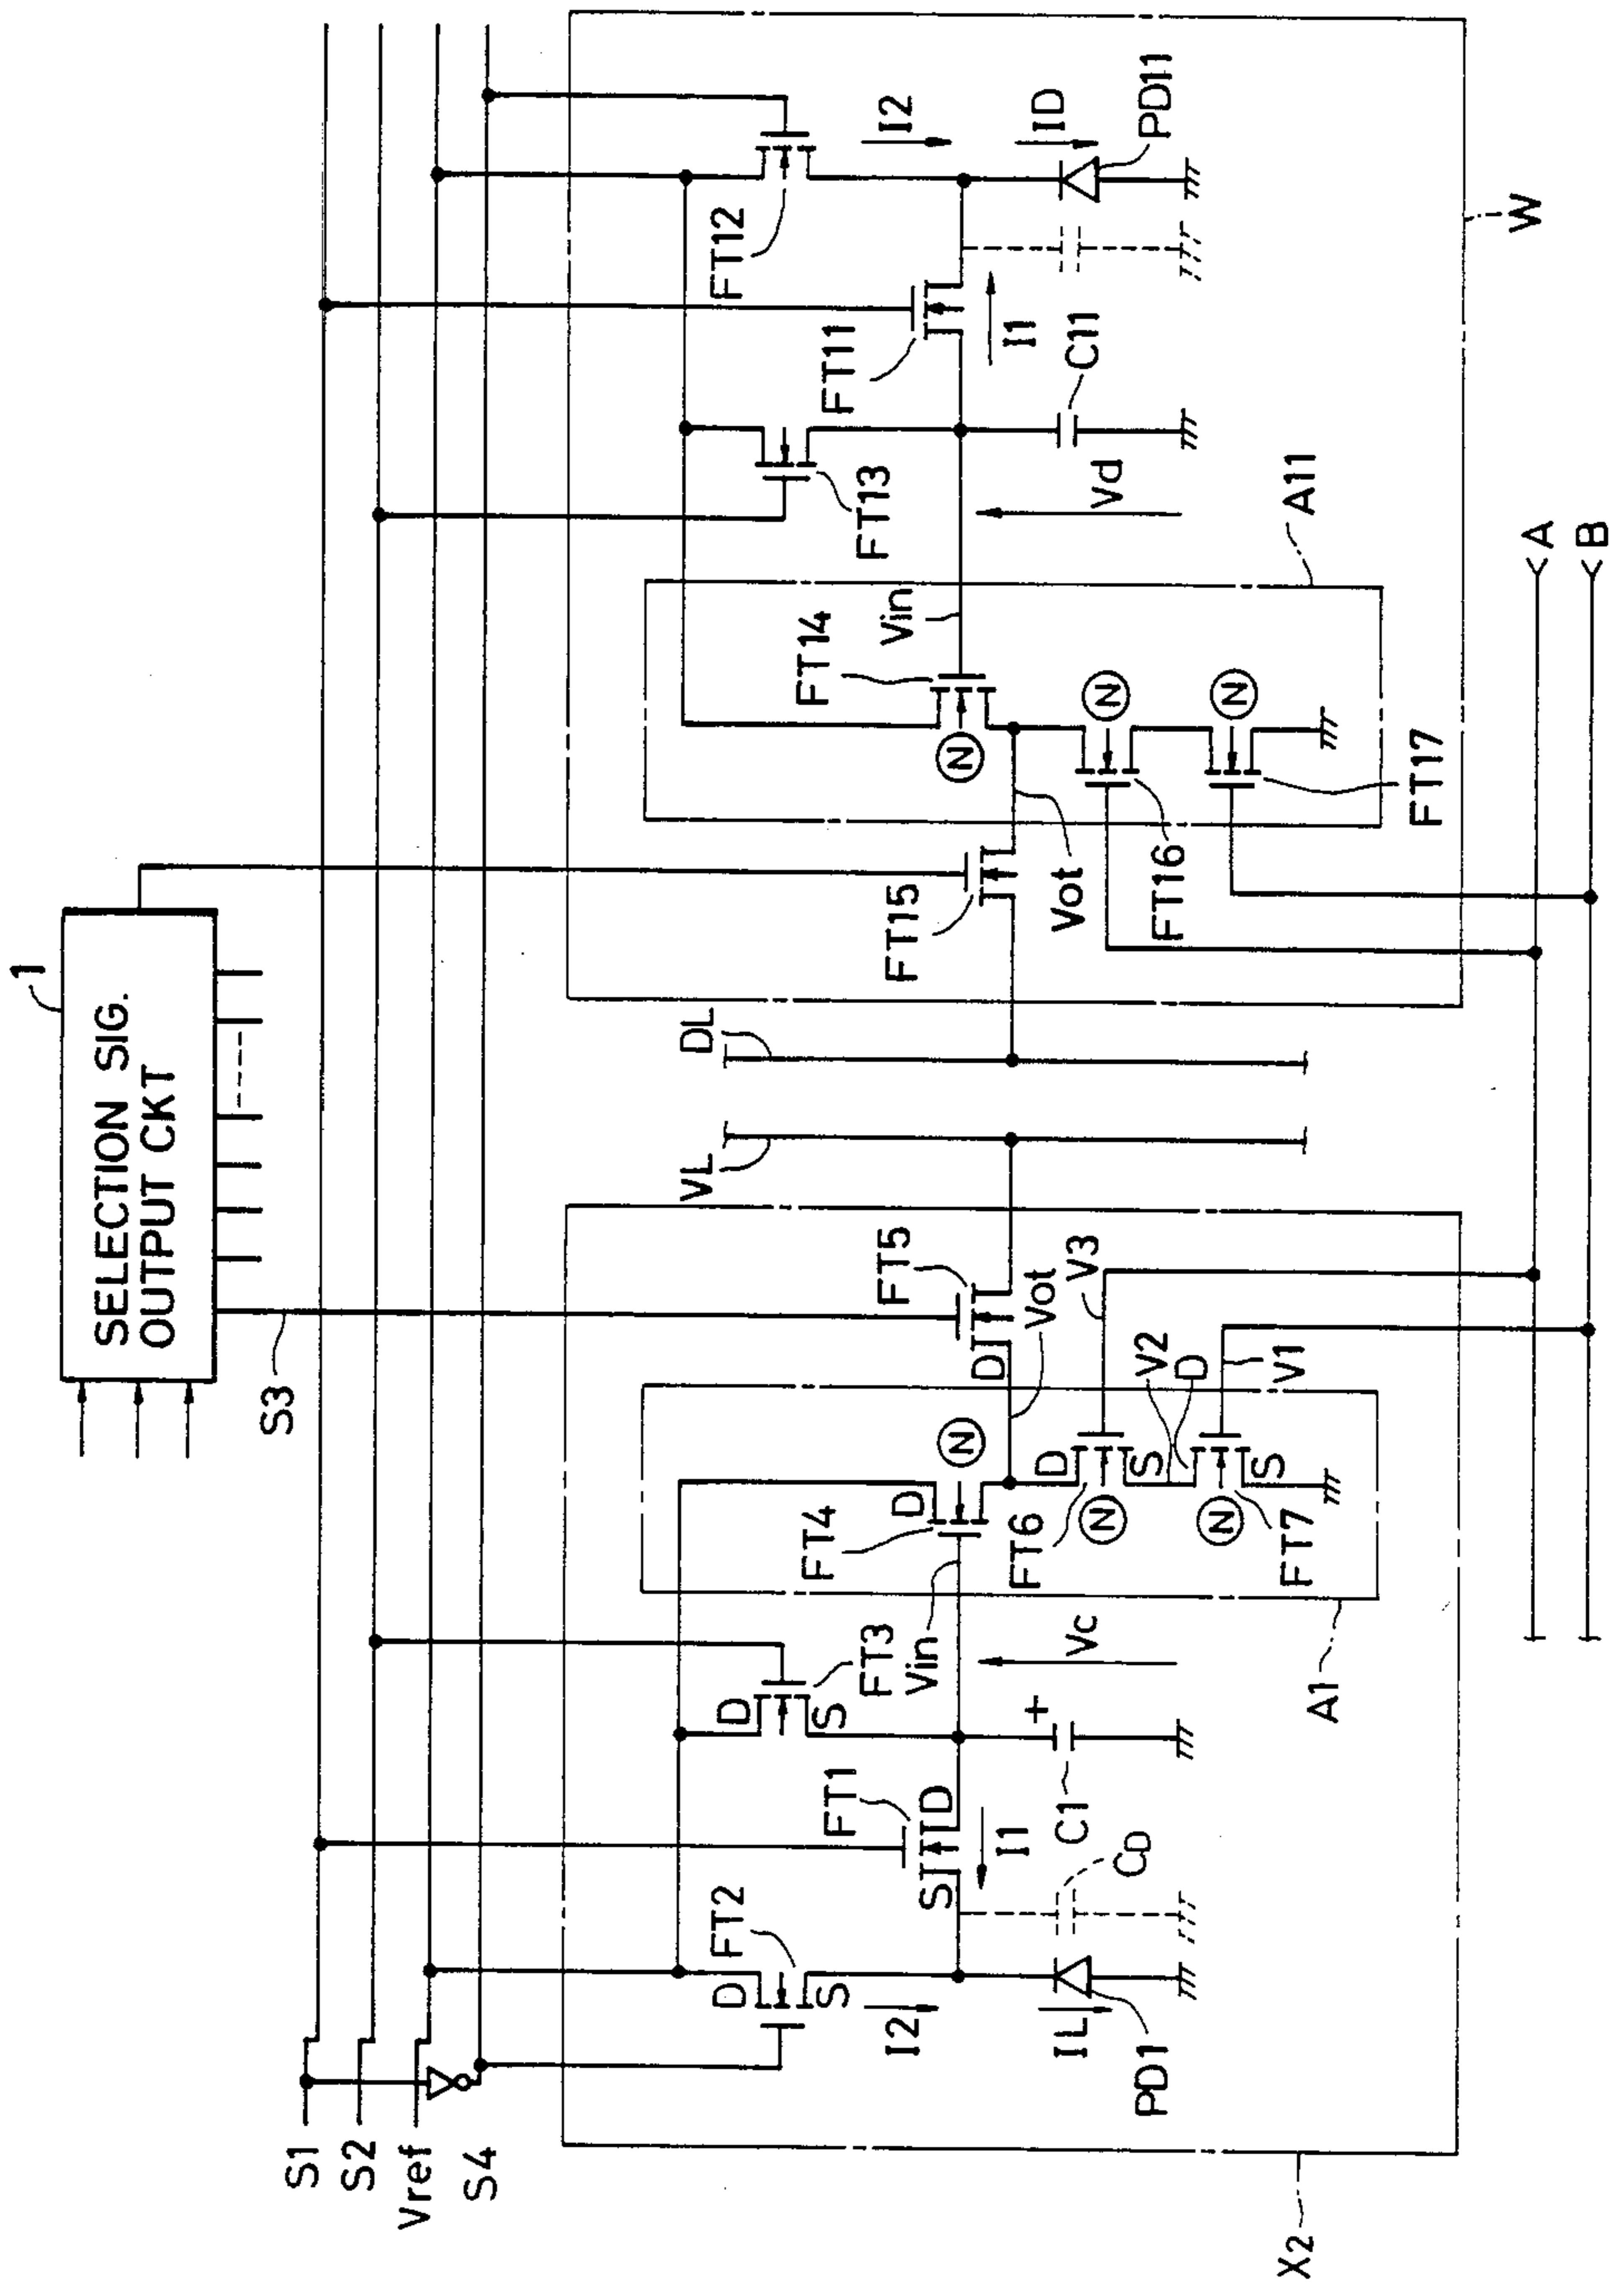 1
SELECTION SIG.
OUTPUT CKT
S3
S1
S2
Vref
S4
FT2
D
S
I2
IL
PD1
CD
FT1
S
D
I1
C1
+
FT3
D
S
Vin
Vc
FT4
D
N
FT6
D
S
N
FT7
D
S
N
V2
V1
V3
Vot
D
FT5
A1
X2
VL
DL
FT15
Vot
FT14
N
Vin
FT16
N
FT17
N
A11
FT13
Vd
C11
FT11
I1
FT12
I2
ID
PD11
W
A
B